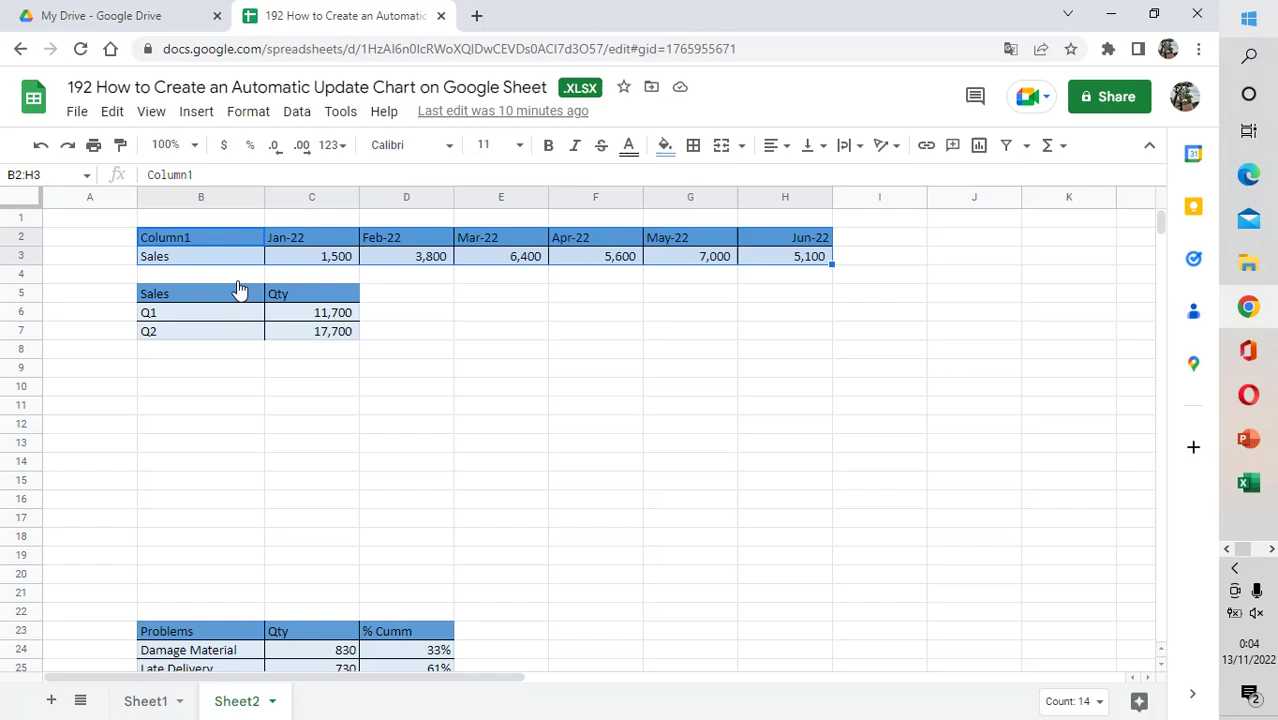 My Drive - Google Drive
192 How to Create an Automatic
docs.google.com/spreadsheets/d/1HzAI6n0lcRWoXQIDwCEVDs0ACI7d3O57/edit#gid=1765955671
192 How to Create an Automatic Update Chart on Google Sheet .XLSX
File Edit View Insert Format Data Tools Help Last edit was 10 minutes ago
Share
100% $ % .0 .00 123 Calibri 11
B2:H3 fx Column1
A B C D E F G H I J K
1
2 Column1 Jan-22 Feb-22 Mar-22 Apr-22 May-22 Jun-22
3 Sales 1,500 3,800 6,400 5,600 7,000 5,100
4
5 Sales Qty
6 Q1 11,700
7 Q2 17,700
8
9
10
11
12
13
14
15
16
17
18
19
20
21
22
23 Problems Qty % Cumm
24 Damage Material 830 33%
25 Late Delivery 730 61%
Sheet1 Sheet2 Count: 14
0:04
13/11/2022
2